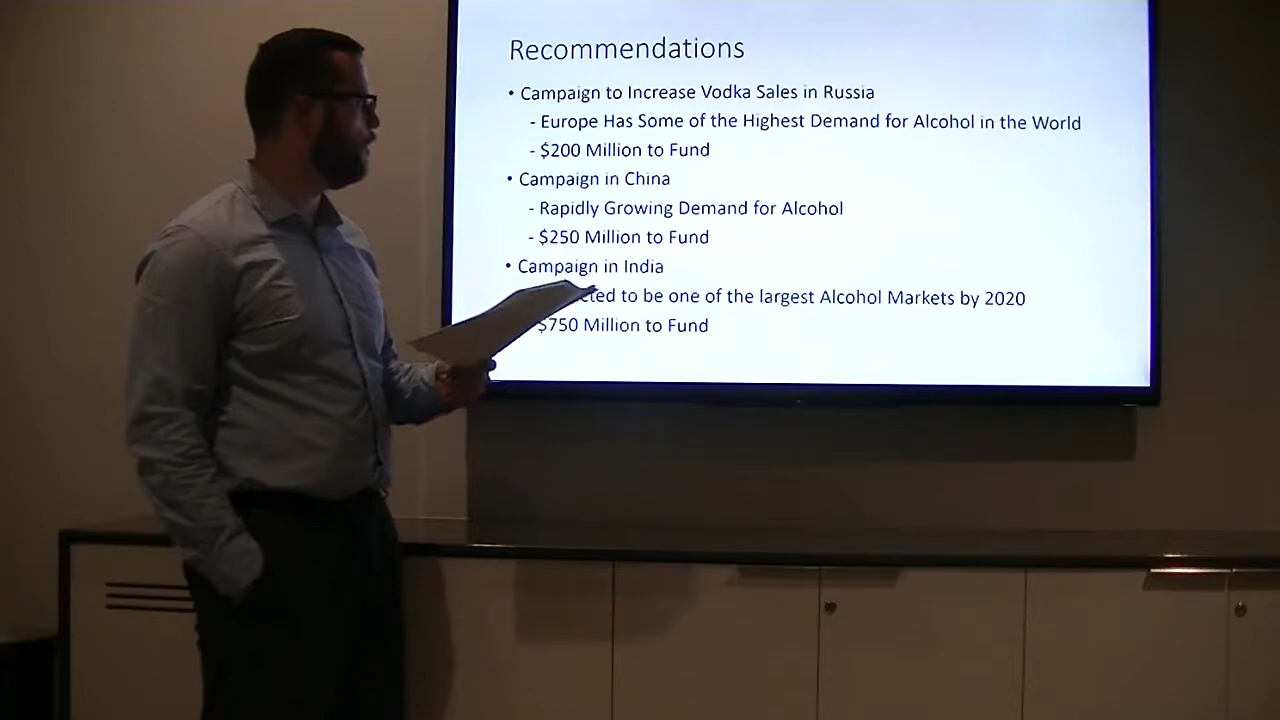 Recommendations
• Campaign to Increase Vodka Sales in Russia
- Europe Has Some of the Highest Demand for Alcohol in the World
- $200 Million to Fund
• Campaign in China
- Rapidly Growing Demand for Alcohol
- $250 Million to Fund
• Campaign in India
to be one of the largest Alcohol Markets by 2020
$750 Million to Fund